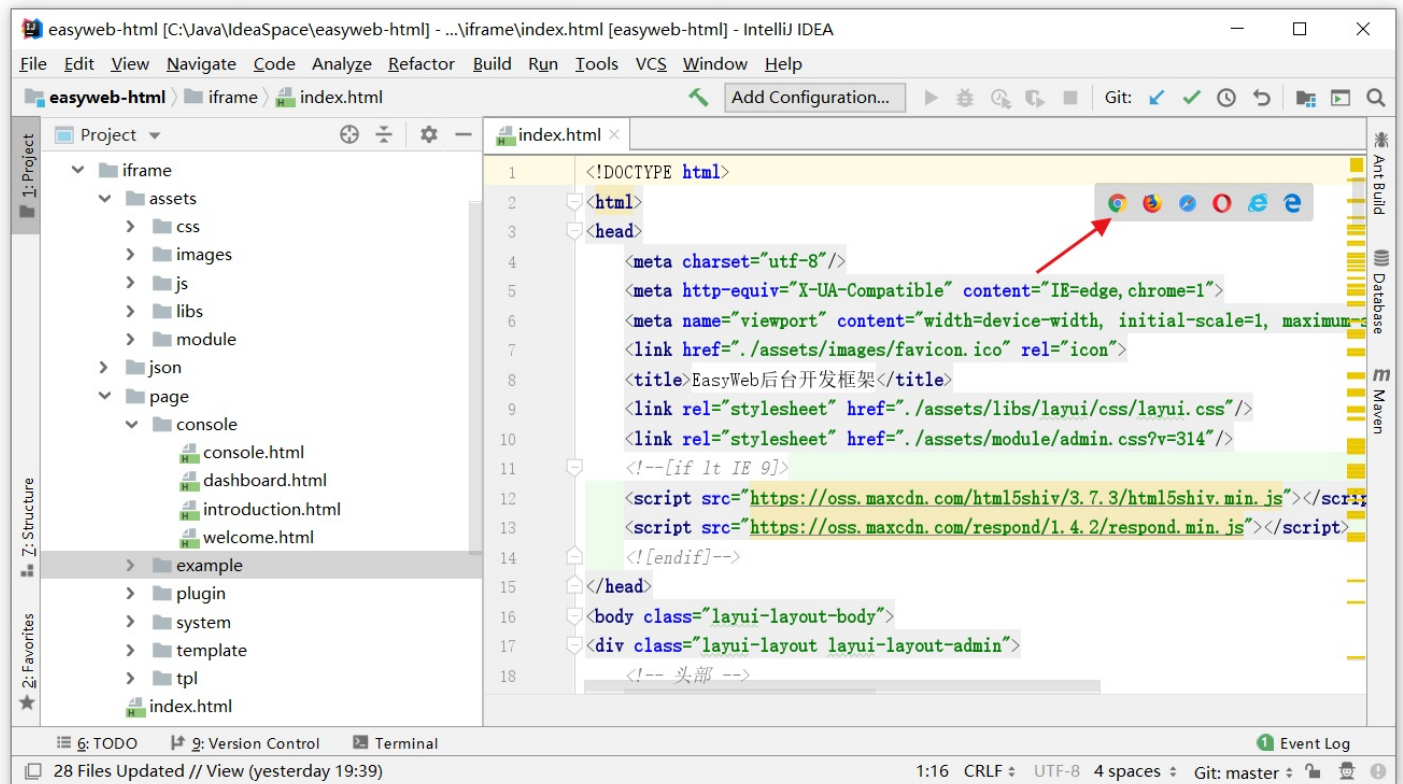 easyweb-html [C:\Java\IdeaSpace\easyweb-html] - ...\iframe\index.html [easyweb-html] - IntelliJ IDEA
File Edit View Navigate Code Analyze Refactor Build Run Tools VCS Window Help
easyweb-html iframe index.html Add Configuration... Git:
1: Project
7: Structure
2: Favorites
Project
iframe
assets
css
images
js
libs
module
json
page
console
console.html
dashboard.html
introduction.html
welcome.html
example
plugin
system
template
tpl
index.html
index.html
1 <!DOCTYPE html>
2 <html>
3 <head>
4 <meta charset="utf-8"/>
5 <meta http-equiv="X-UA-Compatible" content="IE=edge,chrome=1">
6 <meta name="viewport" content="width=device-width, initial-scale=1, maximum-s
7 <link href="./assets/images/favicon.ico" rel="icon">
8 <title>EasyWeb后台开发框架</title>
9 <link rel="stylesheet" href="./assets/libs/layui/css/layui.css"/>
10 <link rel="stylesheet" href="./assets/module/admin.css?v=314"/>
11 <!--[if lt IE 9]>
12 <script src="https://oss.maxcdn.com/html5shiv/3.7.3/html5shiv.min.js"></scrip
13 <script src="https://oss.maxcdn.com/respond/1.4.2/respond.min.js"></script>
14 <![endif]-->
15 </head>
16 <body class="layui-layout-body">
17 <div class="layui-layout layui-layout-admin">
18 <!-- 头部 -->
Ant Build
Database
Maven
6: TODO 9: Version Control Terminal 1 Event Log
28 Files Updated // View (yesterday 19:39) 1:16 CRLF UTF-8 4 spaces Git: master